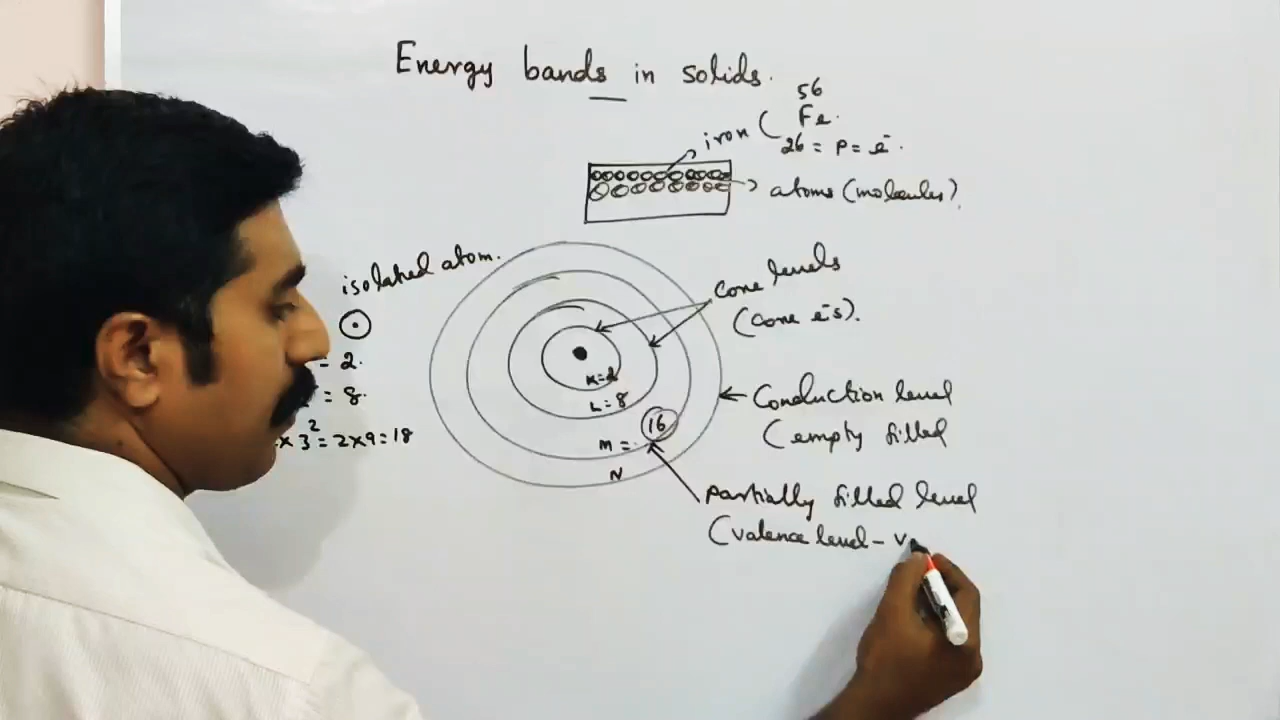 Energy bands in solids.
56
iron ( Fe.
26 = P = e⁻.
atoms (molecules).
isolated atom.
- 2.
= 8.
× 3² = 2×9 = 18
K=2
L=8
M = 16
N
Core levels
(Core e⁻s).
Conduction level
(empty filled
Partially filled level
(valence level - v